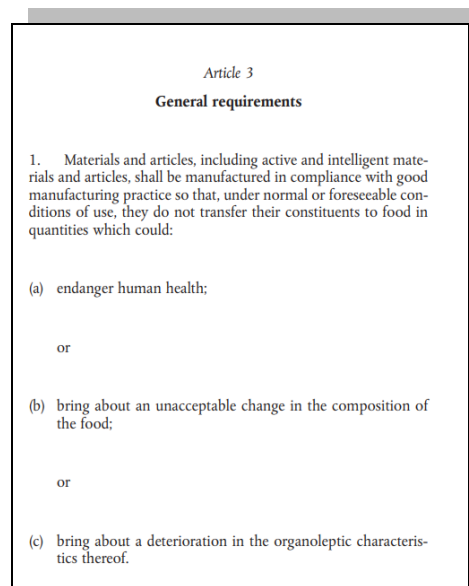 Article 3
General requirements
1. Materials and articles, including active and intelligent mate-
rials and articles, shall be manufactured in compliance with good
manufacturing practice so that, under normal or foreseeable con-
ditions of use, they do not transfer their constituents to food in
quantities which could:
(a) endanger human health;
or
(b) bring about an unacceptable change in the composition of
the food;
or
(c) bring about a deterioration in the organoleptic characteris-
tics thereof.